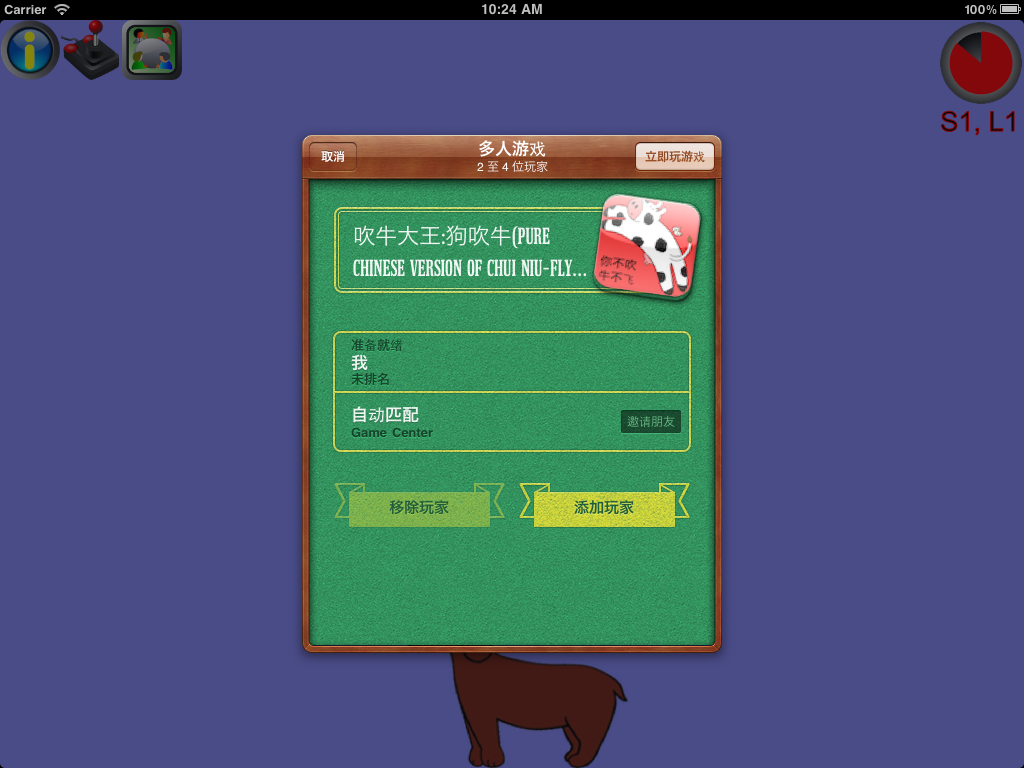 Carrier 10:24 AM 100%
S1, L1
取消 多人游戏 立即玩游戏
2 至 4 位玩家
吹牛大王:狗吹牛(PURE
CHINESE VERSION OF CHUI NIU-FLY...
你不吹
牛不飞
准备就绪
我
未排名
自动匹配
Game Center
邀请朋友
移除玩家 添加玩家